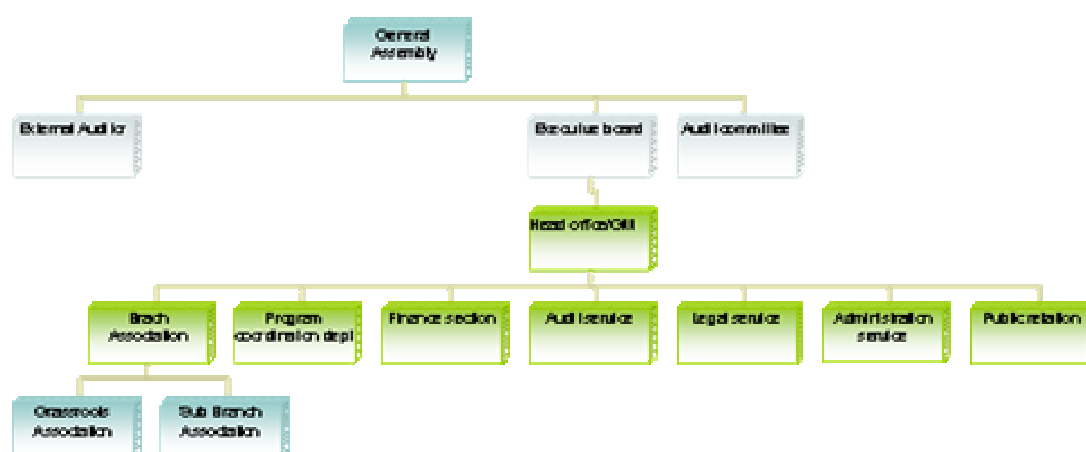 General
Assembly
External Auditor
Executive board
Audit committee
Head office/GM
Brach
Association
Program
coordination dept
Finance section
Audit service
Legal service
Administration
service
Public relation
Grassroots
Association
Sub Branch
Association